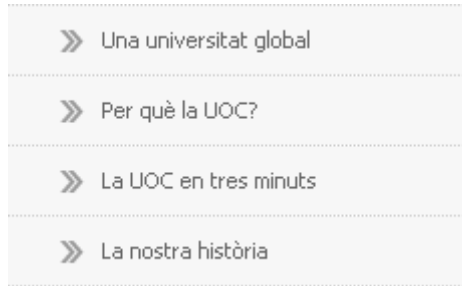 Una universitat global
Per què la UOC?
La UOC en tres minuts
La nostra història